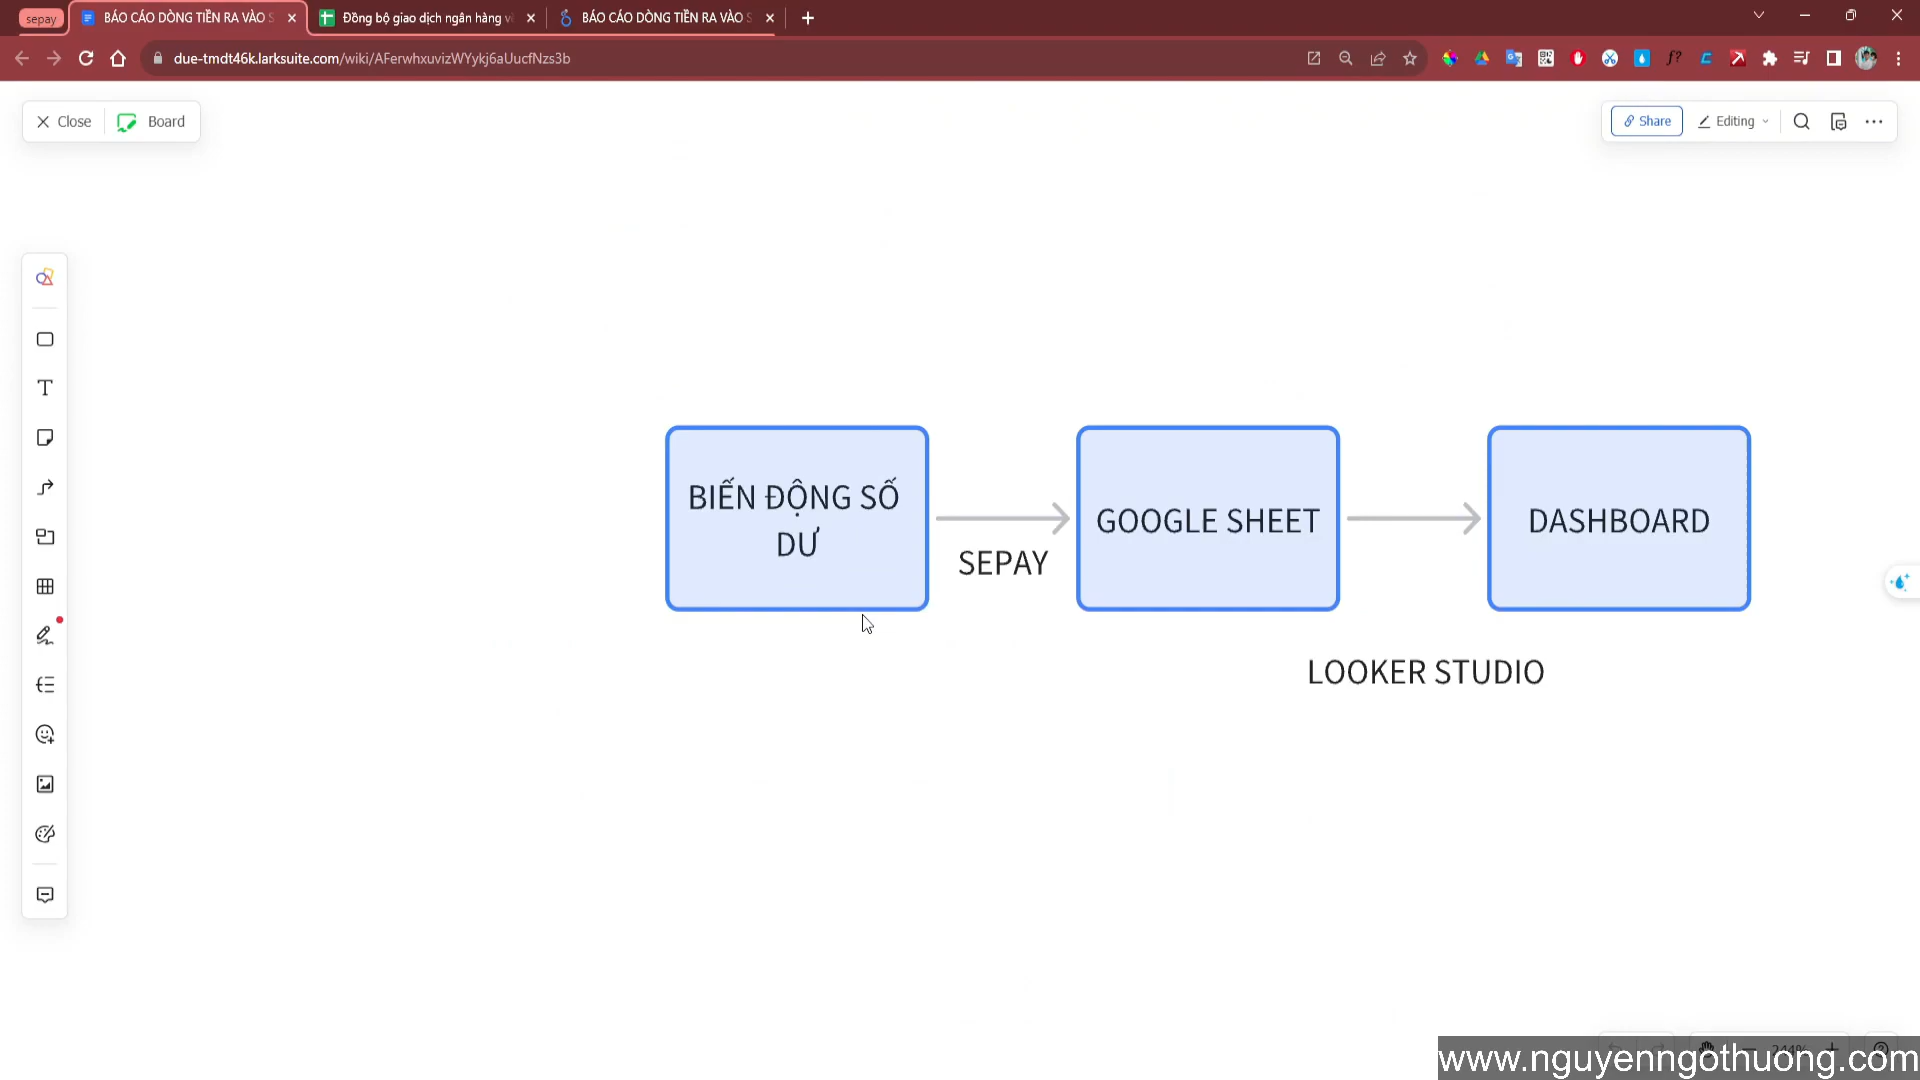 sepay
BÁO CÁO DÒNG TIỀN RA VÀO S
Đồng bộ giao dịch ngân hàng v
BÁO CÁO DÒNG TIỀN RA VÀO S
due-tmdt46k.larksuite.com/wiki/AFerwhxuvizWYykj6aUucfNzs3b
Close
Board
Share
Editing
BIẾN ĐỘNG SỐ
DƯ
SEPAY
GOOGLE SHEET
DASHBOARD
LOOKER STUDIO
244%
www.nguyenngothuong.com